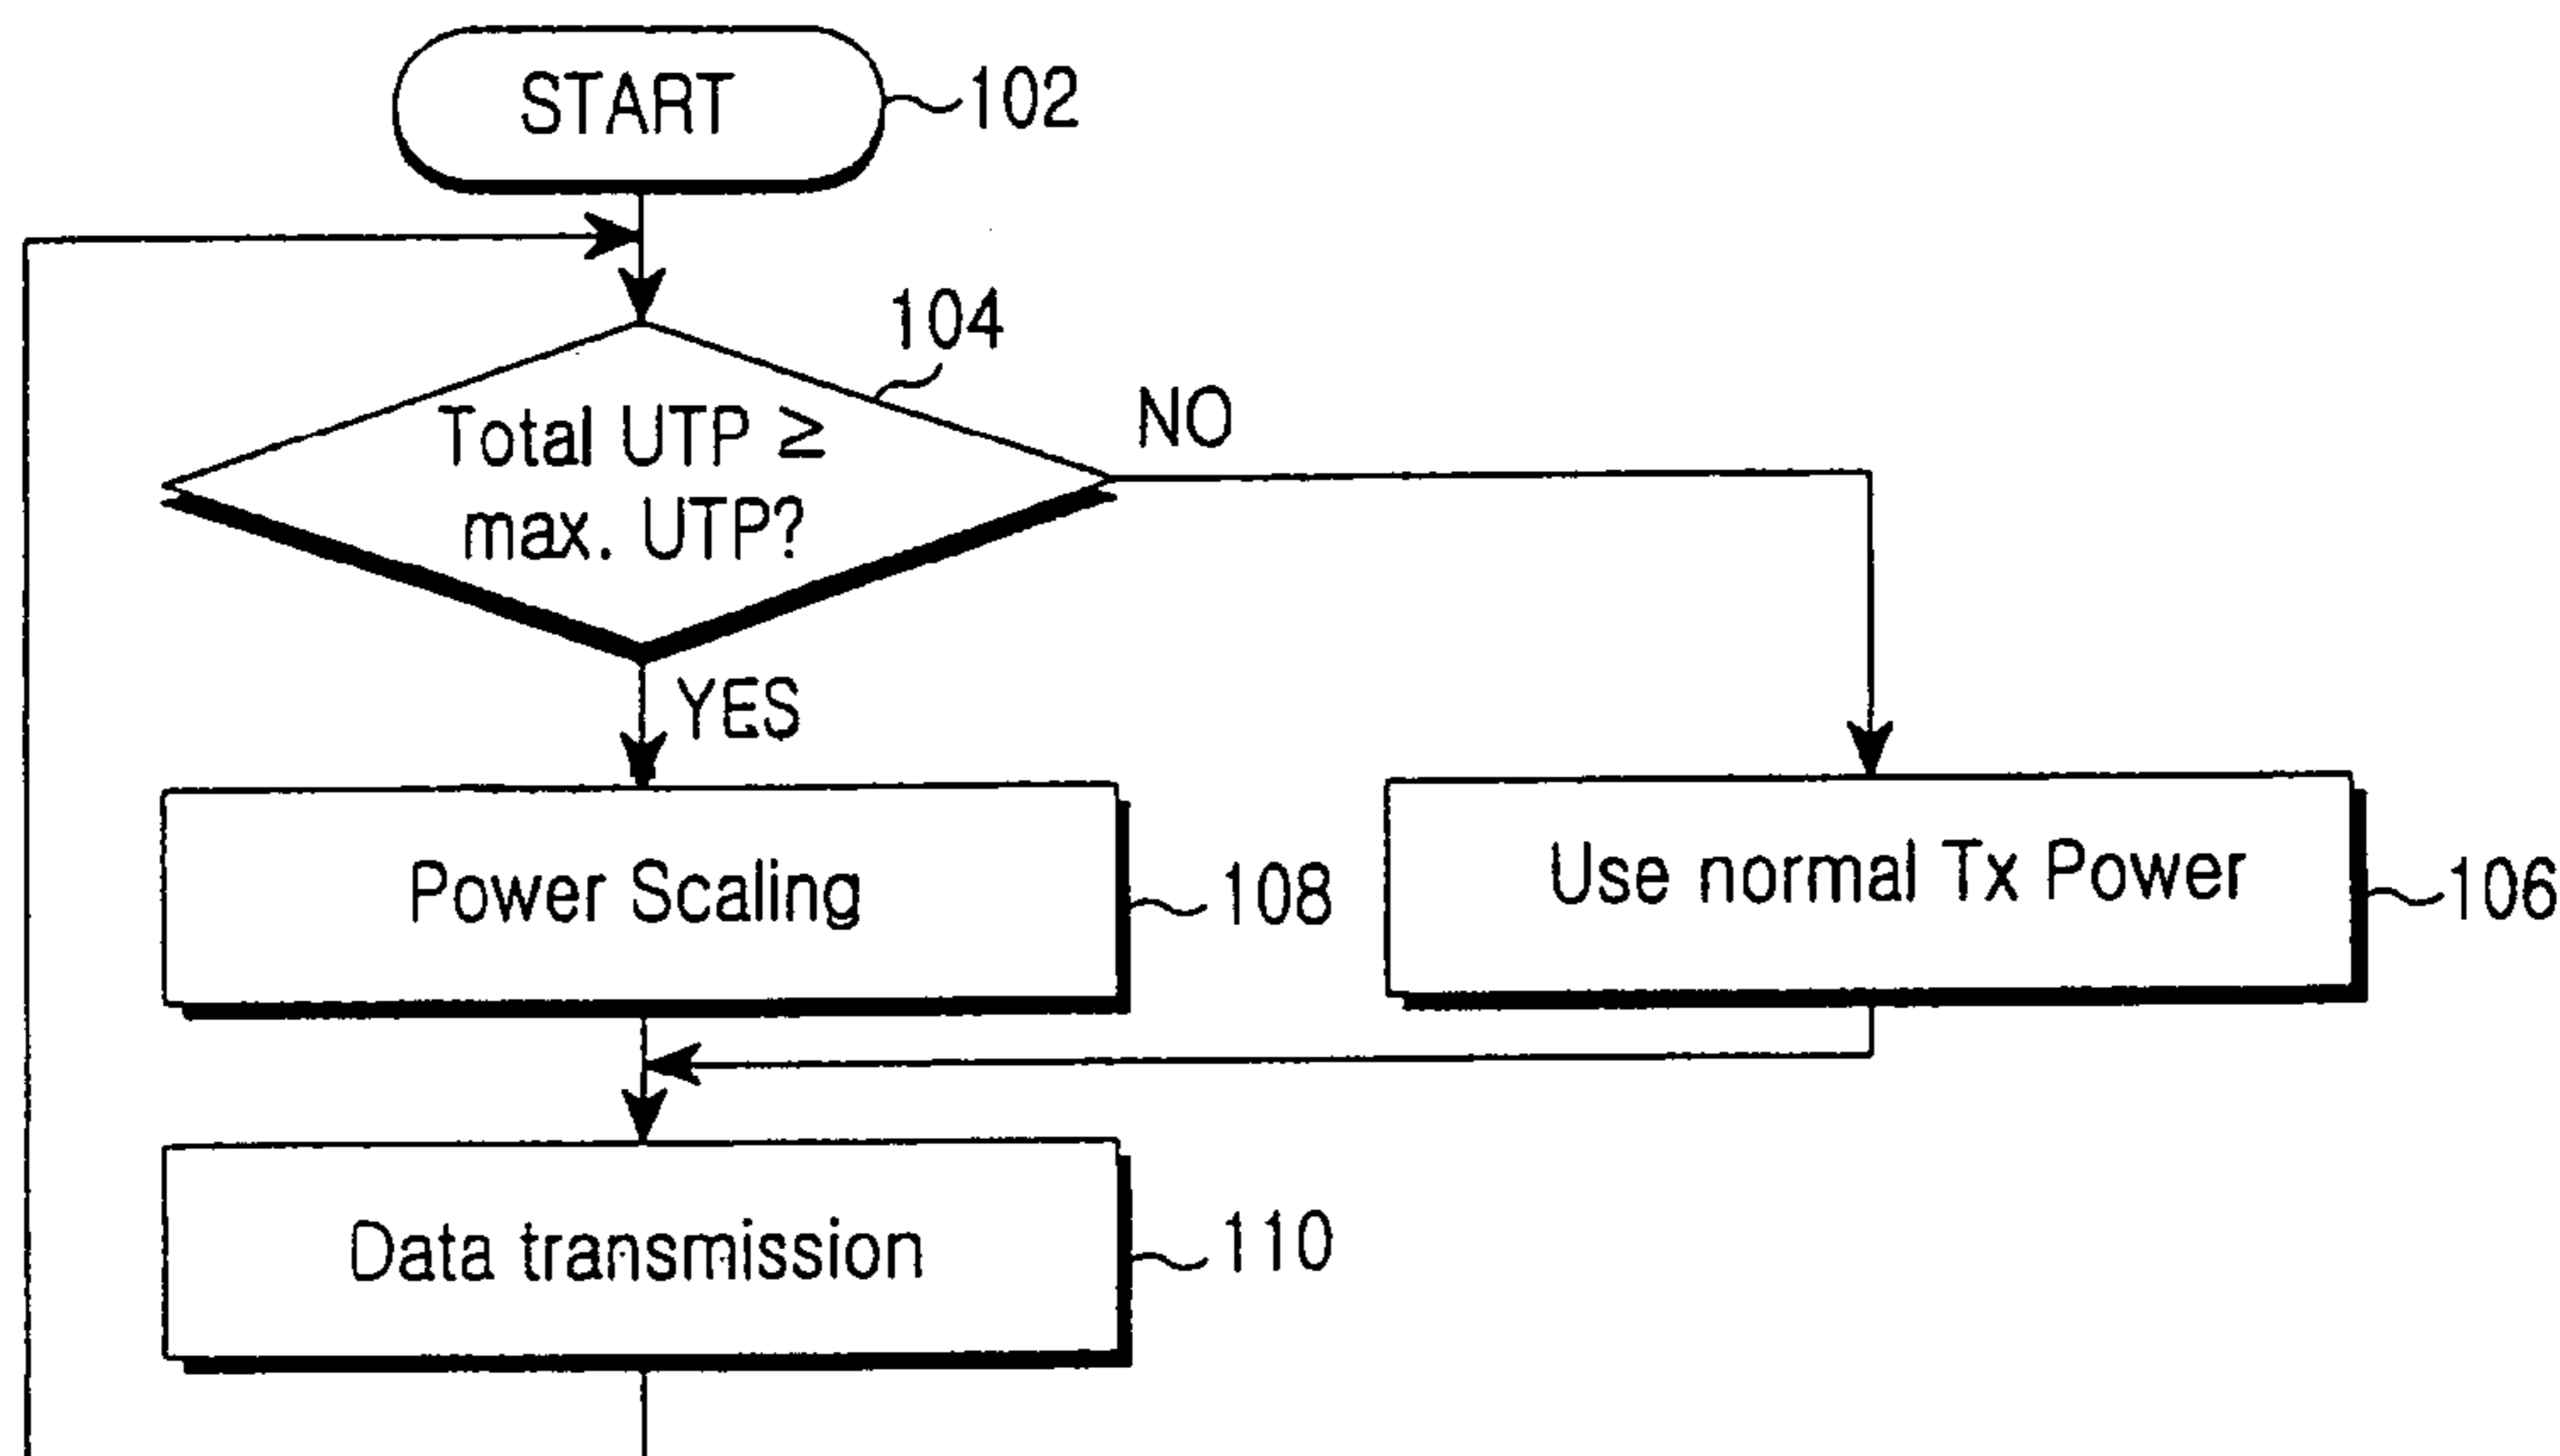 START
102
104
Total UTP ≥
max. UTP?
NO
YES
Power Scaling
108
Use normal Tx Power
106
Data transmission
110